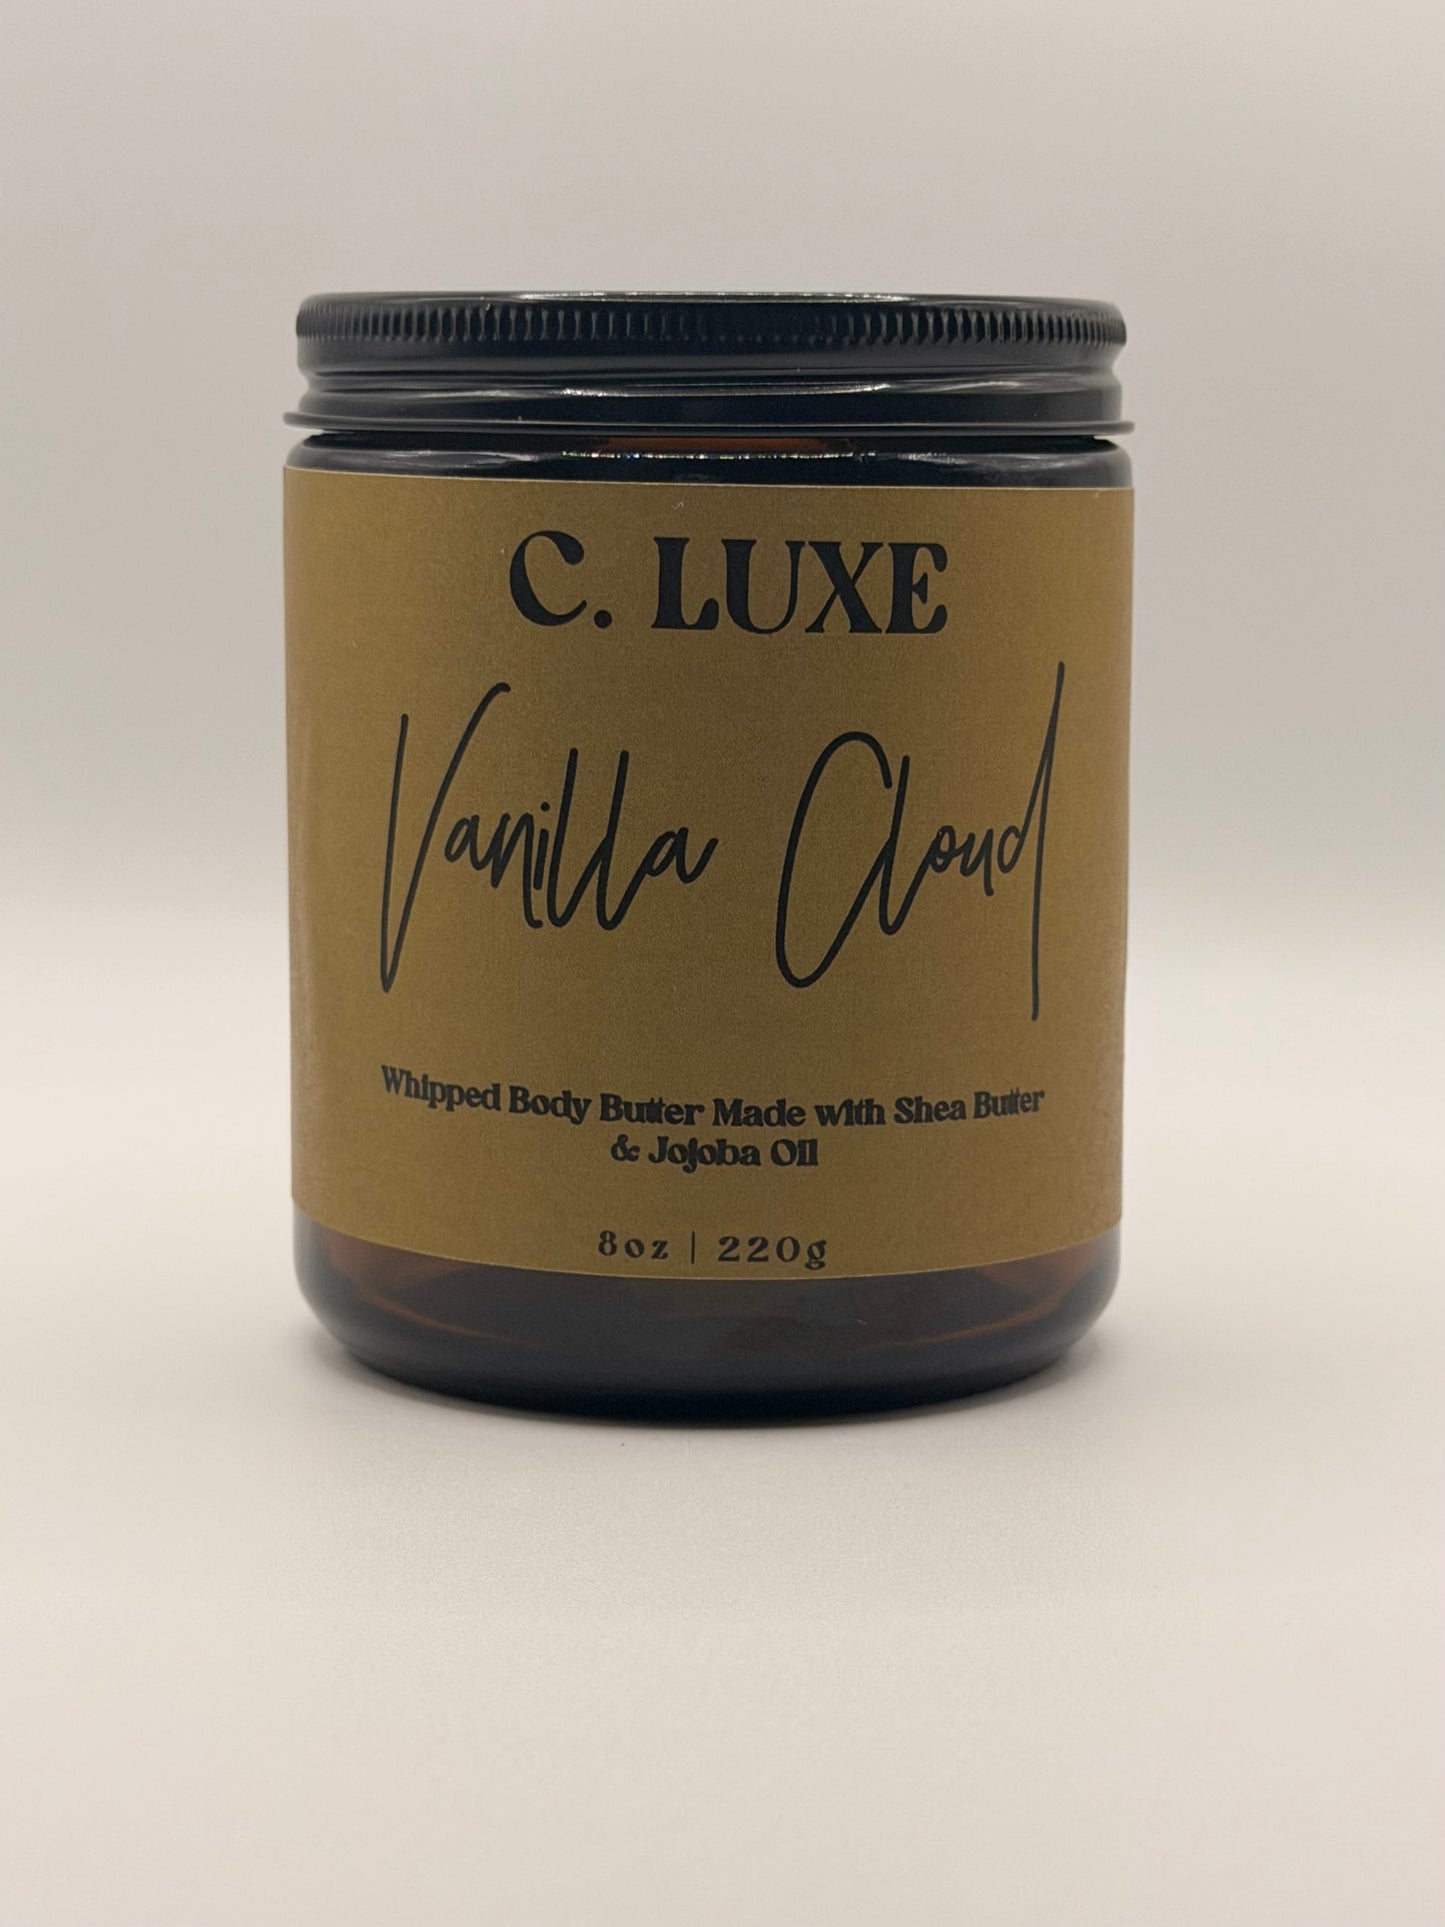 C. LUXE
Vanilla Cloud
Whipped Body Butter Made with Shea Butter
& Jojoba Oil
8oz | 220g